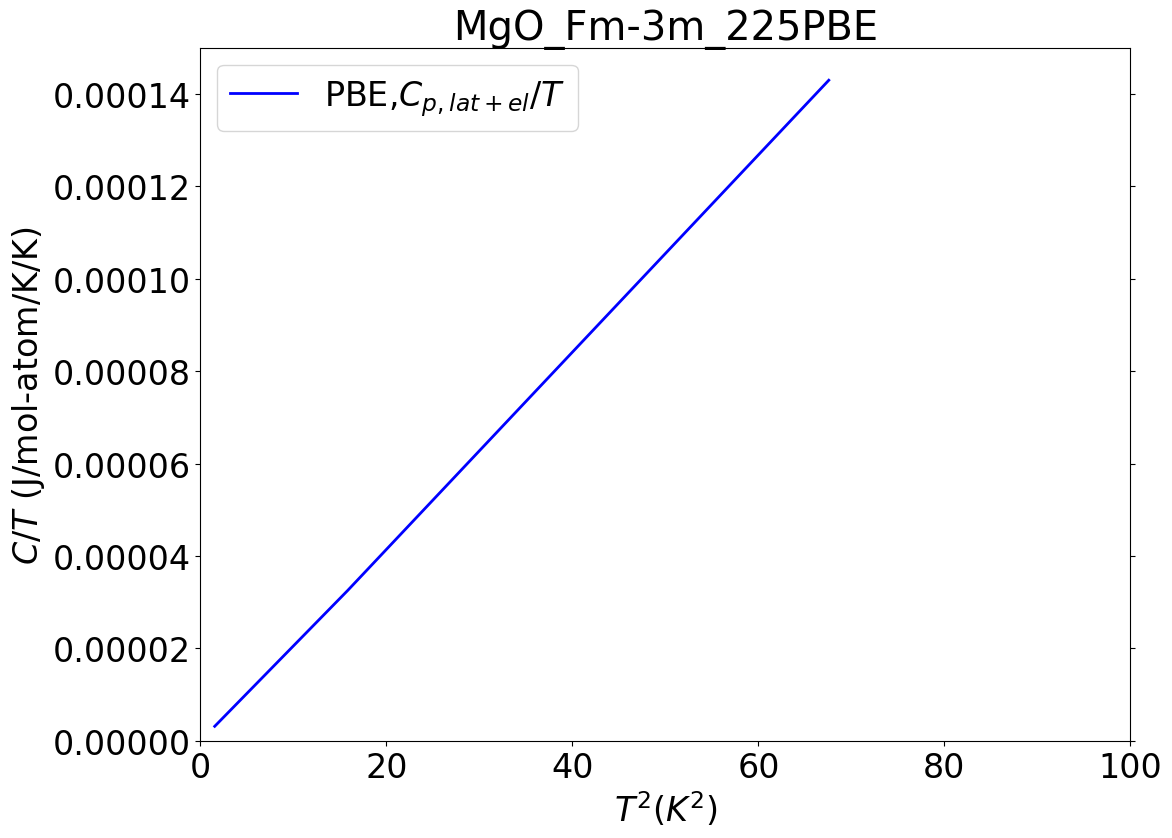 MgO_Fm-3m_225PBE
PBE,$C_{p, lat+el}/T$
C/T (J/mol-atom/K/K)
0.00014
0.00012
0.00010
0.00008
0.00006
0.00004
0.00002
0.00000
0 20 40 60 80 100
$T^2(K^2)$